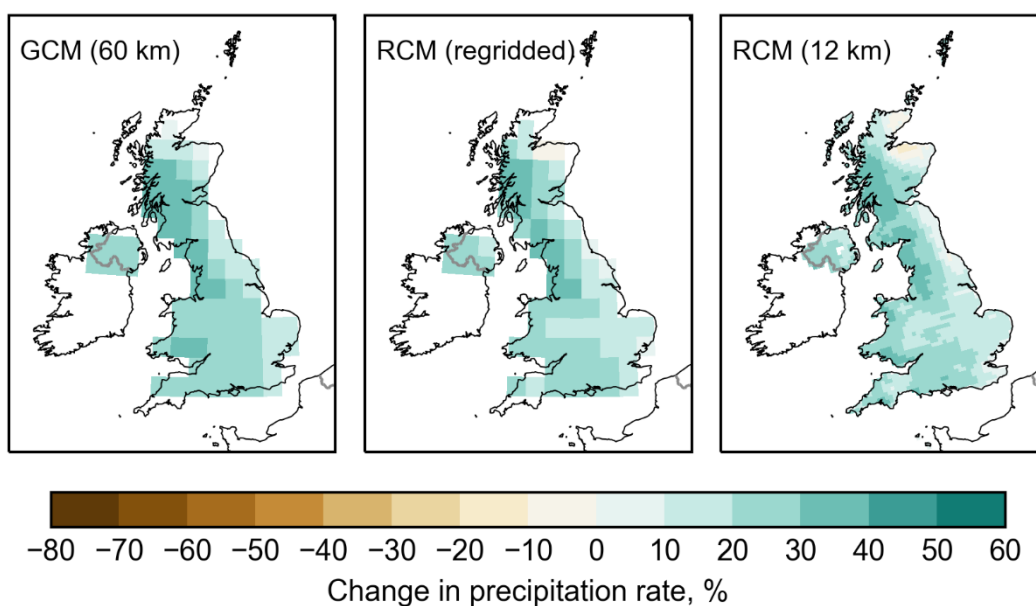 GCM (60 km)
RCM (regridded)
RCM (12 km)
−80 −70 −60 −50 −40 −30 −20 −10 0 10 20 30 40 50 60
Change in precipitation rate, %